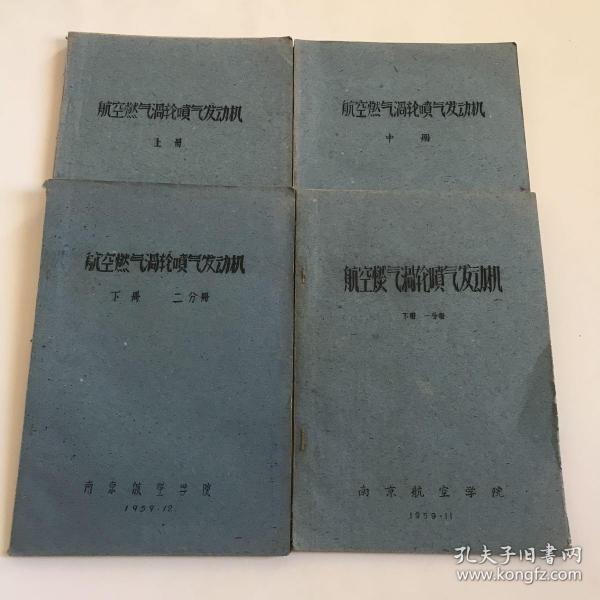 航空燃气涡轮喷气发动机
上册
航空燃气涡轮喷气发动机
中册
航空燃气涡轮喷气发动机
下册 二分册
南京航空学院
1959.12.
航空燃气涡轮喷气发动机
下册 一分册
南京航空学院
1959.11
孔夫子旧书网
www.kongfz.com